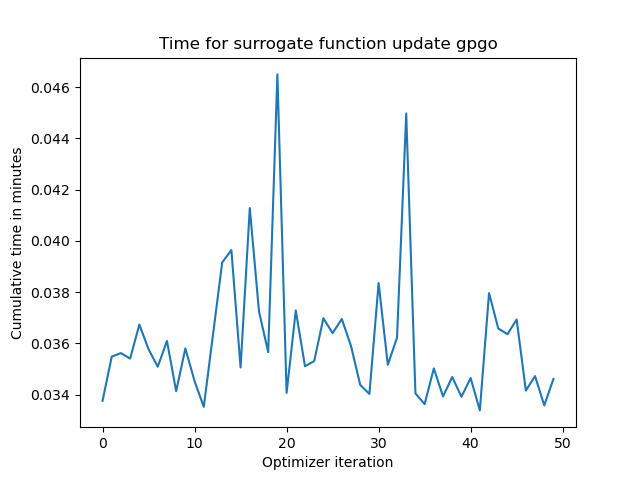 Time for surrogate function update gpgo
Cumulative time in minutes
0.046
0.044
0.042
0.040
0.038
0.036
0.034
0 10 20 30 40 50
Optimizer iteration